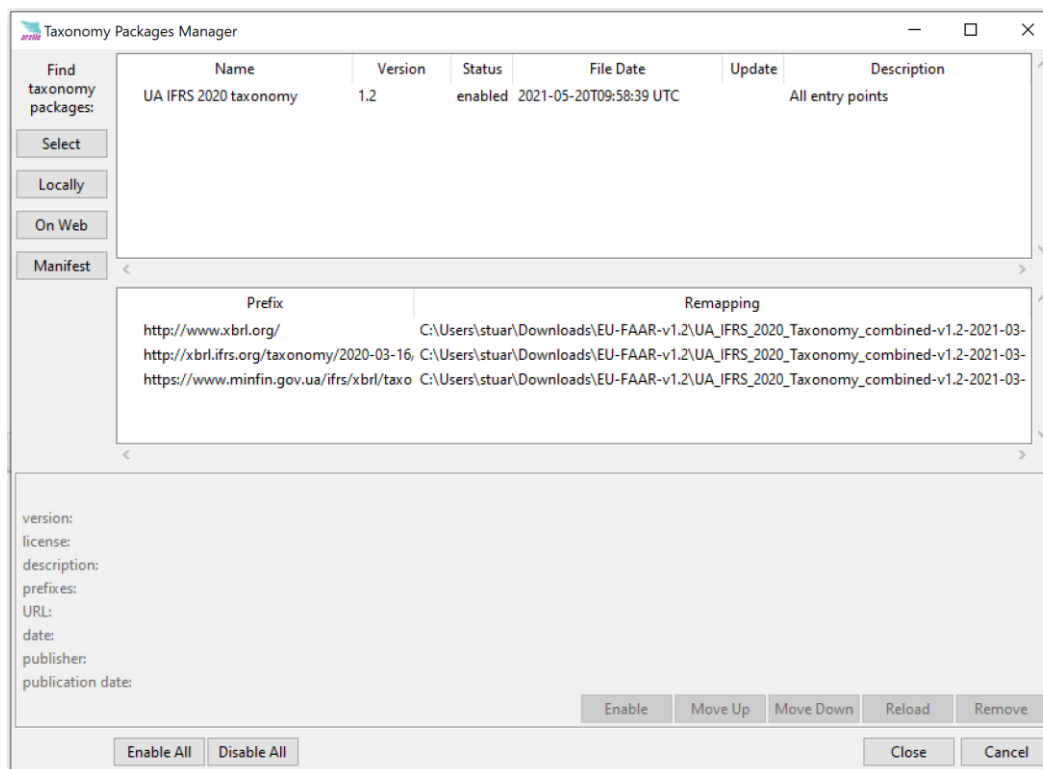 arelle Taxonomy Packages Manager
Find
taxonomy
packages:
Select
Locally
On Web
Manifest
Name Version Status File Date Update Description
UA IFRS 2020 taxonomy 1.2 enabled 2021-05-20T09:58:39 UTC All entry points
Prefix Remapping
http://www.xbrl.org/ C:\Users\stuar\Downloads\EU-FAAR-v1.2\UA_IFRS_2020_Taxonomy_combined-v1.2-2021-03-
http://xbrl.ifrs.org/taxonomy/2020-03-16, C:\Users\stuar\Downloads\EU-FAAR-v1.2\UA_IFRS_2020_Taxonomy_combined-v1.2-2021-03-
https://www.minfin.gov.ua/ifrs/xbrl/taxo C:\Users\stuar\Downloads\EU-FAAR-v1.2\UA_IFRS_2020_Taxonomy_combined-v1.2-2021-03-
version:
license:
description:
prefixes:
URL:
date:
publisher:
publication date:
Enable Move Up Move Down Reload Remove
Enable All Disable All Close Cancel